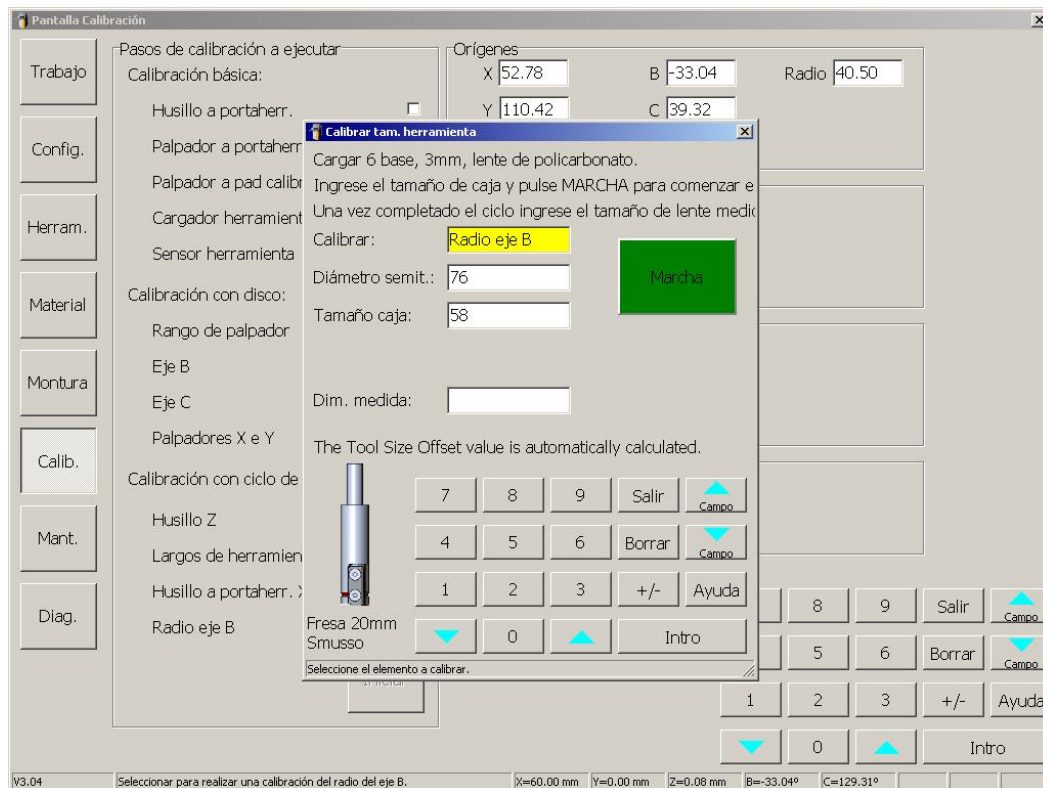 Pantalla Calibración
Trabajo
Config.
Herram.
Material
Montura
Calib.
Mant.
Diag.
Pasos de calibración a ejecutar
Calibración básica:
Husillo a portaherr.
Palpador a portaherr
Palpador a pad calibr
Cargador herramient
Sensor herramienta
Calibración con disco:
Rango de palpador
Eje B
Eje C
Palpadores X e Y
Calibración con ciclo de
Husillo Z
Largos de herramien
Husillo a portaherr.
Radio eje B
Orígenes
X 52.78 B -33.04 Radio 40.50
Y 110.42 C 39.32
Calibrar tam. herramienta
Cargar 6 base, 3mm, lente de policarbonato.
Ingrese el tamaño de caja y pulse MARCHA para comenzar e
Una vez completado el ciclo ingrese el tamaño de lente medid
Calibrar: Radio eje B
Marcha
Diámetro semit.: 76
Tamaño caja: 58
Dim. medida:
The Tool Size Offset value is automatically calculated.
7 8 9 Salir Campo
4 5 6 Borrar Campo
1 2 3 +/- Ayuda
0 Intro
Fresa 20mm
Smusso
Seleccione el elemento a calibrar.
8 9 Salir Campo
5 6 Borrar Campo
1 2 3 +/- Ayuda
0 Intro
V3.04 Seleccionar para realizar una calibración del radio del eje B. X=60.00 mm Y=0.00 mm Z=0.08 mm B=-33.04º C=129.31º